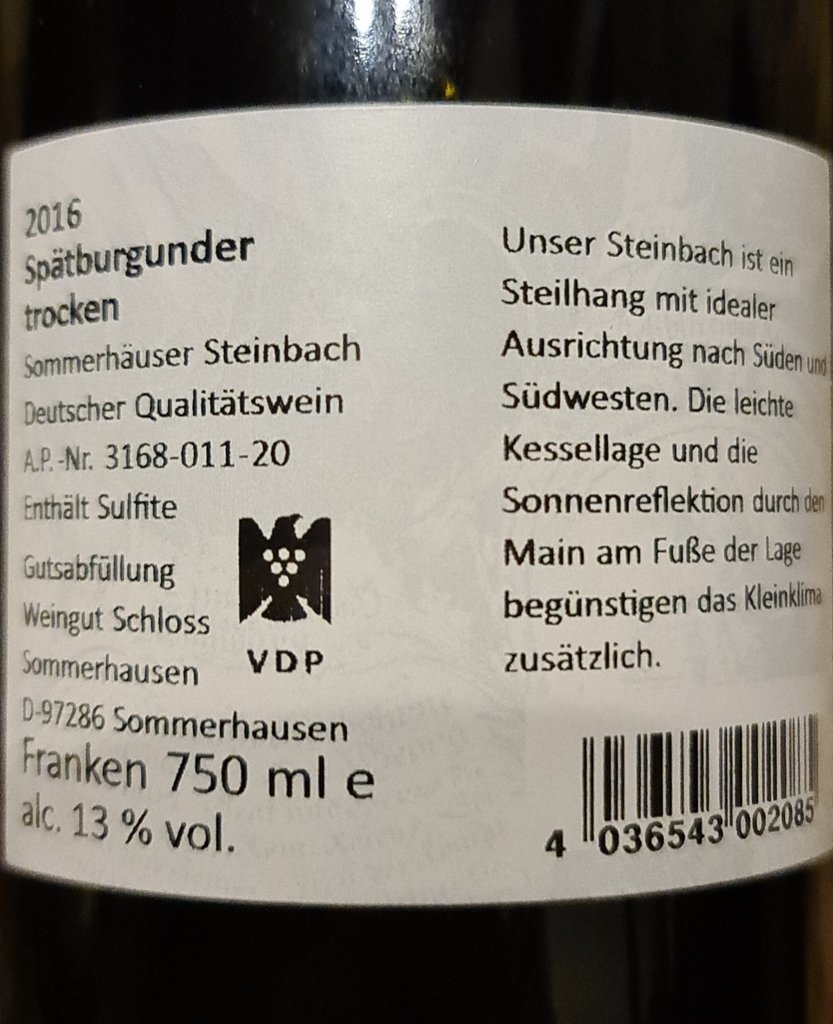 2016
Spätburgunder
trocken
Sommerhäuser Steinbach
Deutscher Qualitätswein
A.P.-Nr. 3168-011-20
Enthält Sulfite
Gutsabfüllung
Weingut Schloss
Sommerhausen
D-97286 Sommerhausen
Franken 750 ml e
alc. 13 % vol.
VDP
Unser Steinbach ist ein
Steilhang mit idealer
Ausrichtung nach Süden und
Südwesten. Die leichte
Kessellage und die
Sonnenreflektion durch den
Main am Fuße der Lage
begünstigen das Kleinklima
zusätzlich.
4 036543 002085